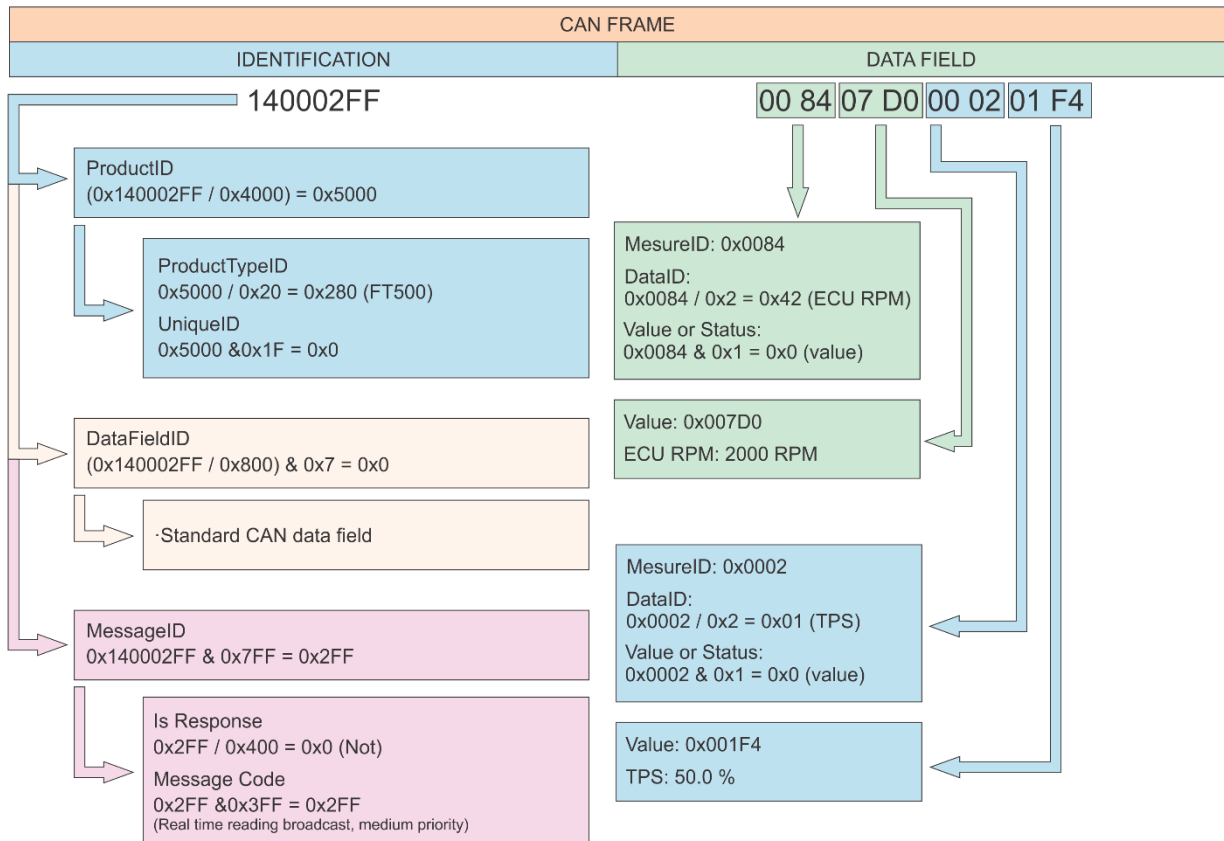 CAN FRAME
IDENTIFICATION
DATA FIELD
140002FF
00 84 07 D0 00 02 01 F4
ProductID
(0x140002FF / 0x4000) = 0x5000
ProductTypeID
0x5000 / 0x20 = 0x280 (FT500)
UniqueID
0x5000 &0x1F = 0x0
DataFieldID
(0x140002FF / 0x800) & 0x7 = 0x0
·Standard CAN data field
MessageID
0x140002FF & 0x7FF = 0x2FF
Is Response
0x2FF / 0x400 = 0x0 (Not)
Message Code
0x2FF &0x3FF = 0x2FF
(Real time reading broadcast, medium priority)
MesureID: 0x0084
DataID:
0x0084 / 0x2 = 0x42 (ECU RPM)
Value or Status:
0x0084 & 0x1 = 0x0 (value)
Value: 0x007D0
ECU RPM: 2000 RPM
MesureID: 0x0002
DataID:
0x0002 / 0x2 = 0x01 (TPS)
Value or Status:
0x0002 & 0x1 = 0x0 (value)
Value: 0x001F4
TPS: 50.0 %